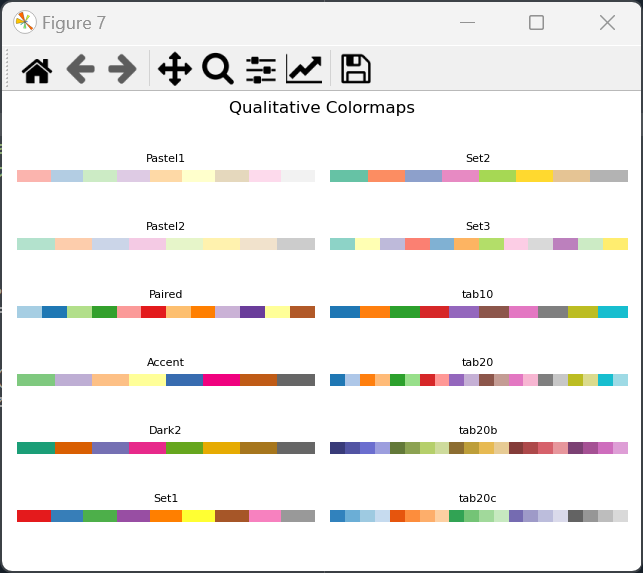 Figure 7
Qualitative Colormaps
Pastel1
Set2
Pastel2
Set3
Paired
tab10
Accent
tab20
Dark2
tab20b
Set1
tab20c